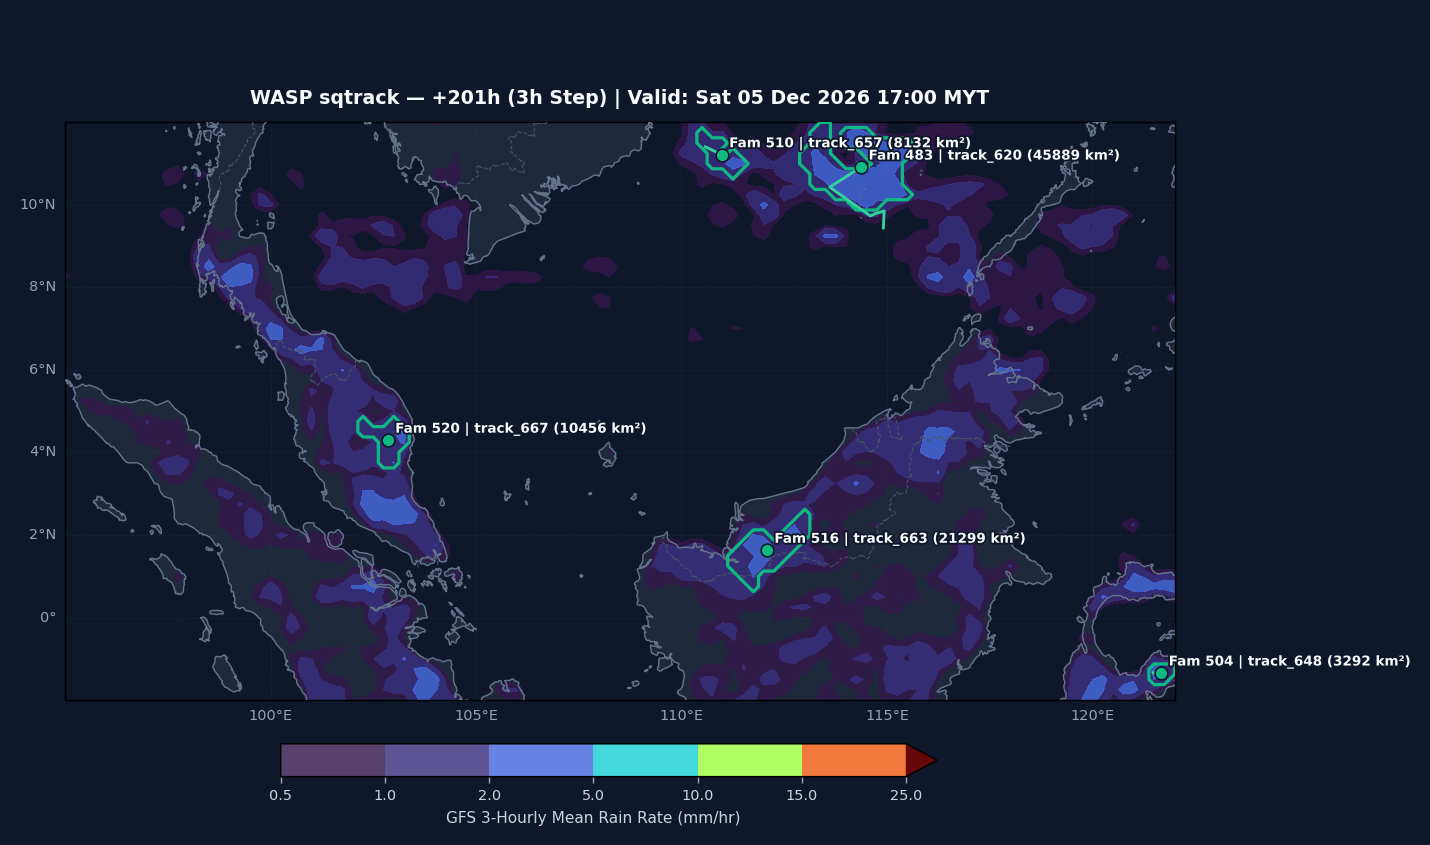 WASP sqtrack — +201h (3h Step) | Valid: Sat 05 Dec 2026 17:00 MYT
Fam 510 | track_657 (8132 km²)
Fam 483 | track_620 (45889 km²)
10°N
8°N
6°N
Fam 520 | track_667 (10456 km²)
4°N
2°N
Fam 516 | track_663 (21299 km²)
0°
Fam 504 | track_648 (3292 km²)
100°E 105°E 110°E 115°E 120°E
0.5 1.0 2.0 5.0 10.0 15.0 25.0
GFS 3-Hourly Mean Rain Rate (mm/hr)